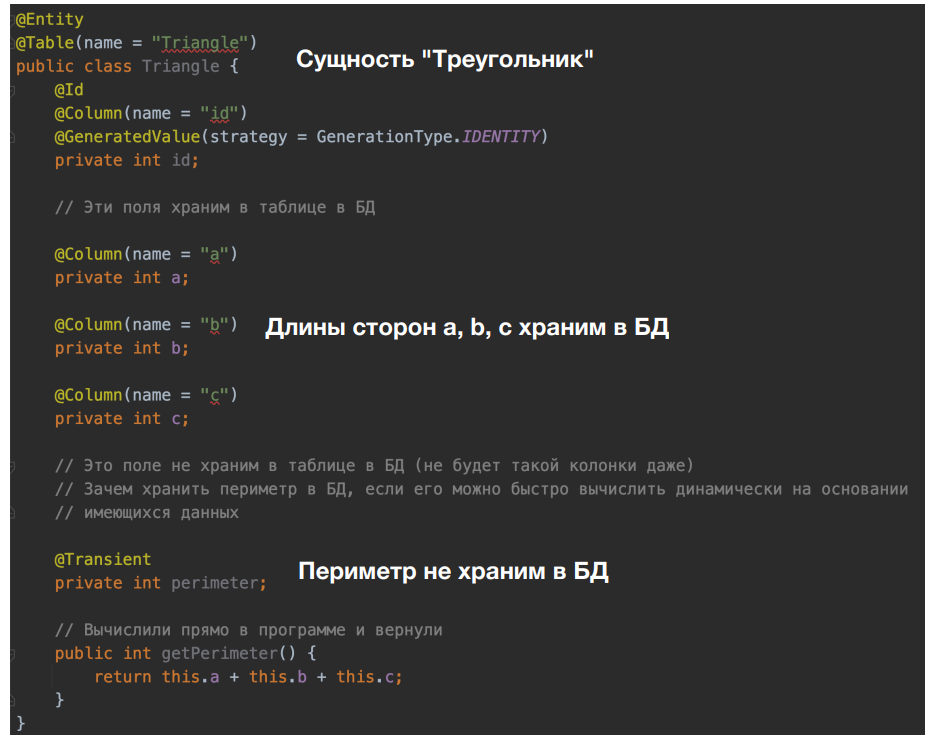 @Entity
@Table(name = "Triangle")
Сущность "Треугольник"
public class Triangle {
@Id
@Column(name = "id")
@GeneratedValue(strategy = GenerationType.IDENTITY)
private int id;
// Эти поля храним в таблице в БД
@Column(name = "a")
private int a;
@Column(name = "b")
Длины сторон a, b, c храним в БД
private int b;
@Column(name = "c")
private int c;
// Это поле не храним в таблице в БД (не будет такой колонки даже)
// Зачем хранить периметр в БД, если его можно быстро вычислить динамически на основании
// имеющихся данных
@Transient
Периметр не храним в БД
private int perimeter;
// Вычислили прямо в программе и вернули
public int getPerimeter() {
return this.a + this.b + this.c;
}
}